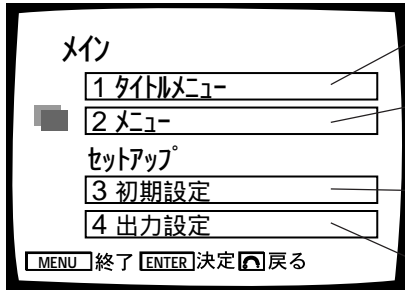 メイン
1 タイトルメニュー
2 メニュー
セットアップ
3 初期設定
4 出力設定
MENU 終了 ENTER 決定 戻る